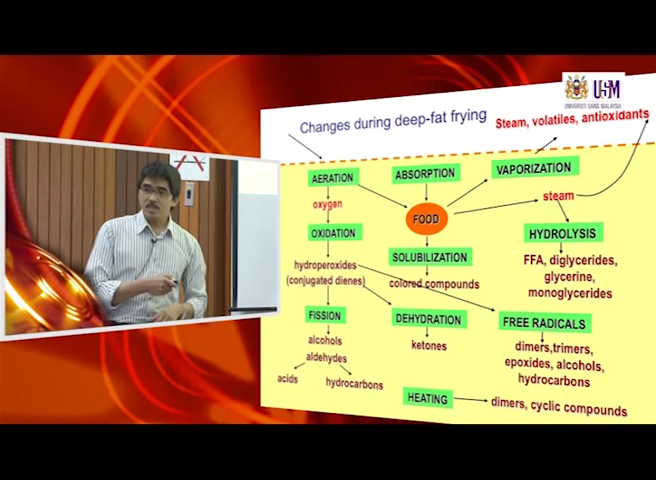 USM
UNIVERSITI SAINS MALAYSIA
Changes during deep-fat frying
Steam, volatiles, antioxidants
AERATION
ABSORPTION
VAPORIZATION
oxygen
FOOD
steam
OXIDATION
SOLUBILIZATION
HYDROLYSIS
hydroperoxides
(conjugated dienes)
colored compounds
FFA, diglycerides,
glycerine,
monoglycerides
FISSION
DEHYDRATION
FREE RADICALS
alcohols
aldehydes
ketones
dimers,trimers,
epoxides, alcohols,
hydrocarbons
acids
hydrocarbons
HEATING
dimers, cyclic compounds